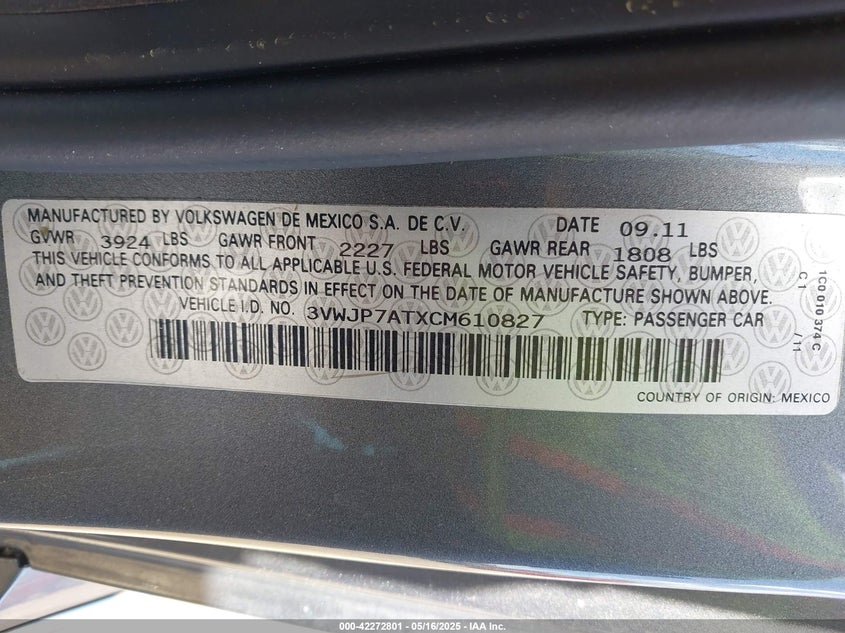 MANUFACTURED BY VOLKSWAGEN DE MEXICO S.A. DE C.V. DATE 09.11
GVWR 3924 LBS GAWR FRONT 2227 LBS GAWR REAR 1808 LBS
THIS VEHICLE CONFORMS TO ALL APPLICABLE U.S. FEDERAL MOTOR VEHICLE SAFETY, BUMPER,
AND THEFT PREVENTION STANDARDS IN EFFECT ON THE DATE OF MANUFACTURE SHOWN ABOVE.
VEHICLE I.D. NO. 3VWJP7ATXCM610827 TYPE: PASSENGER CAR
COUNTRY OF ORIGIN: MEXICO
1C0 010 374 C
C1 /11
000-42272801 - 05/16/2025 - IAA Inc.